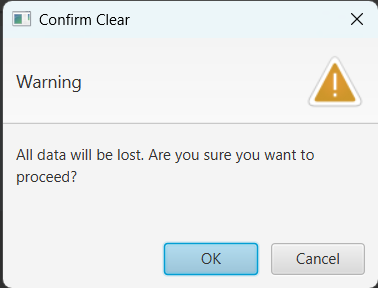 Confirm Clear
Warning
All data will be lost. Are you sure you want to
proceed?
OK
Cancel